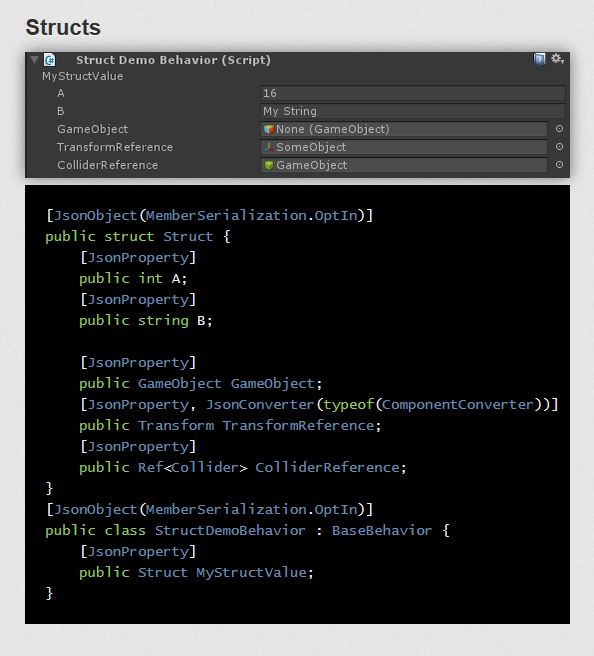 Structs
Struct Demo Behavior (Script)
MyStructValue
A 16
B My String
GameObject None (GameObject)
TransformReference SomeObject
ColliderReference GameObject
[JsonObject(MemberSerialization.OptIn)]
public struct Struct {
    [JsonProperty]
    public int A;
    [JsonProperty]
    public string B;
    [JsonProperty]
    public GameObject GameObject;
    [JsonProperty, JsonConverter(typeof(ComponentConverter))]
    public Transform TransformReference;
    [JsonProperty]
    public Ref<Collider> ColliderReference;
}
[JsonObject(MemberSerialization.OptIn)]
public class StructDemoBehavior : BaseBehavior {
    [JsonProperty]
    public Struct MyStructValue;
}